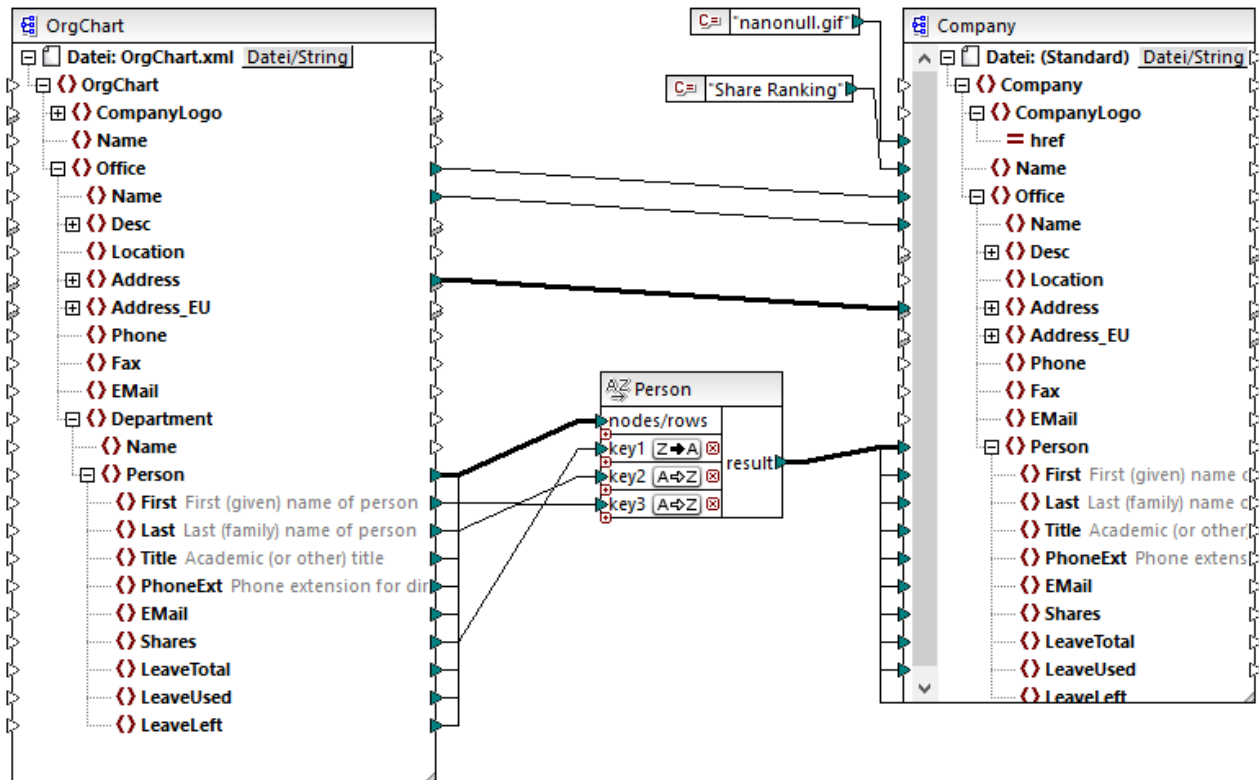 OrgChart
Datei: OrgChart.xml Datei/String
OrgChart
CompanyLogo
Name
Office
Name
Desc
Location
Address
Address_EU
Phone
Fax
EMail
Department
Name
Person
First First (given) name of person
Last Last (family) name of person
Title Academic (or other) title
PhoneExt Phone extension for dir
EMail
Shares
LeaveTotal
LeaveUsed
LeaveLeft
C= "nanonull.gif"
C= "Share Ranking"
AZ Person
nodes/rows
key1 Z A
key2 A Z
key3 A Z
result
Company
Datei: (Standard) Datei/String
Company
CompanyLogo
= href
Name
Office
Name
Desc
Location
Address
Address_EU
Phone
Fax
EMail
Person
First First (given) name o
Last Last (family) name o
Title Academic (or other)
PhoneExt Phone extens
EMail
Shares
LeaveTotal
LeaveUsed
LeaveLeft